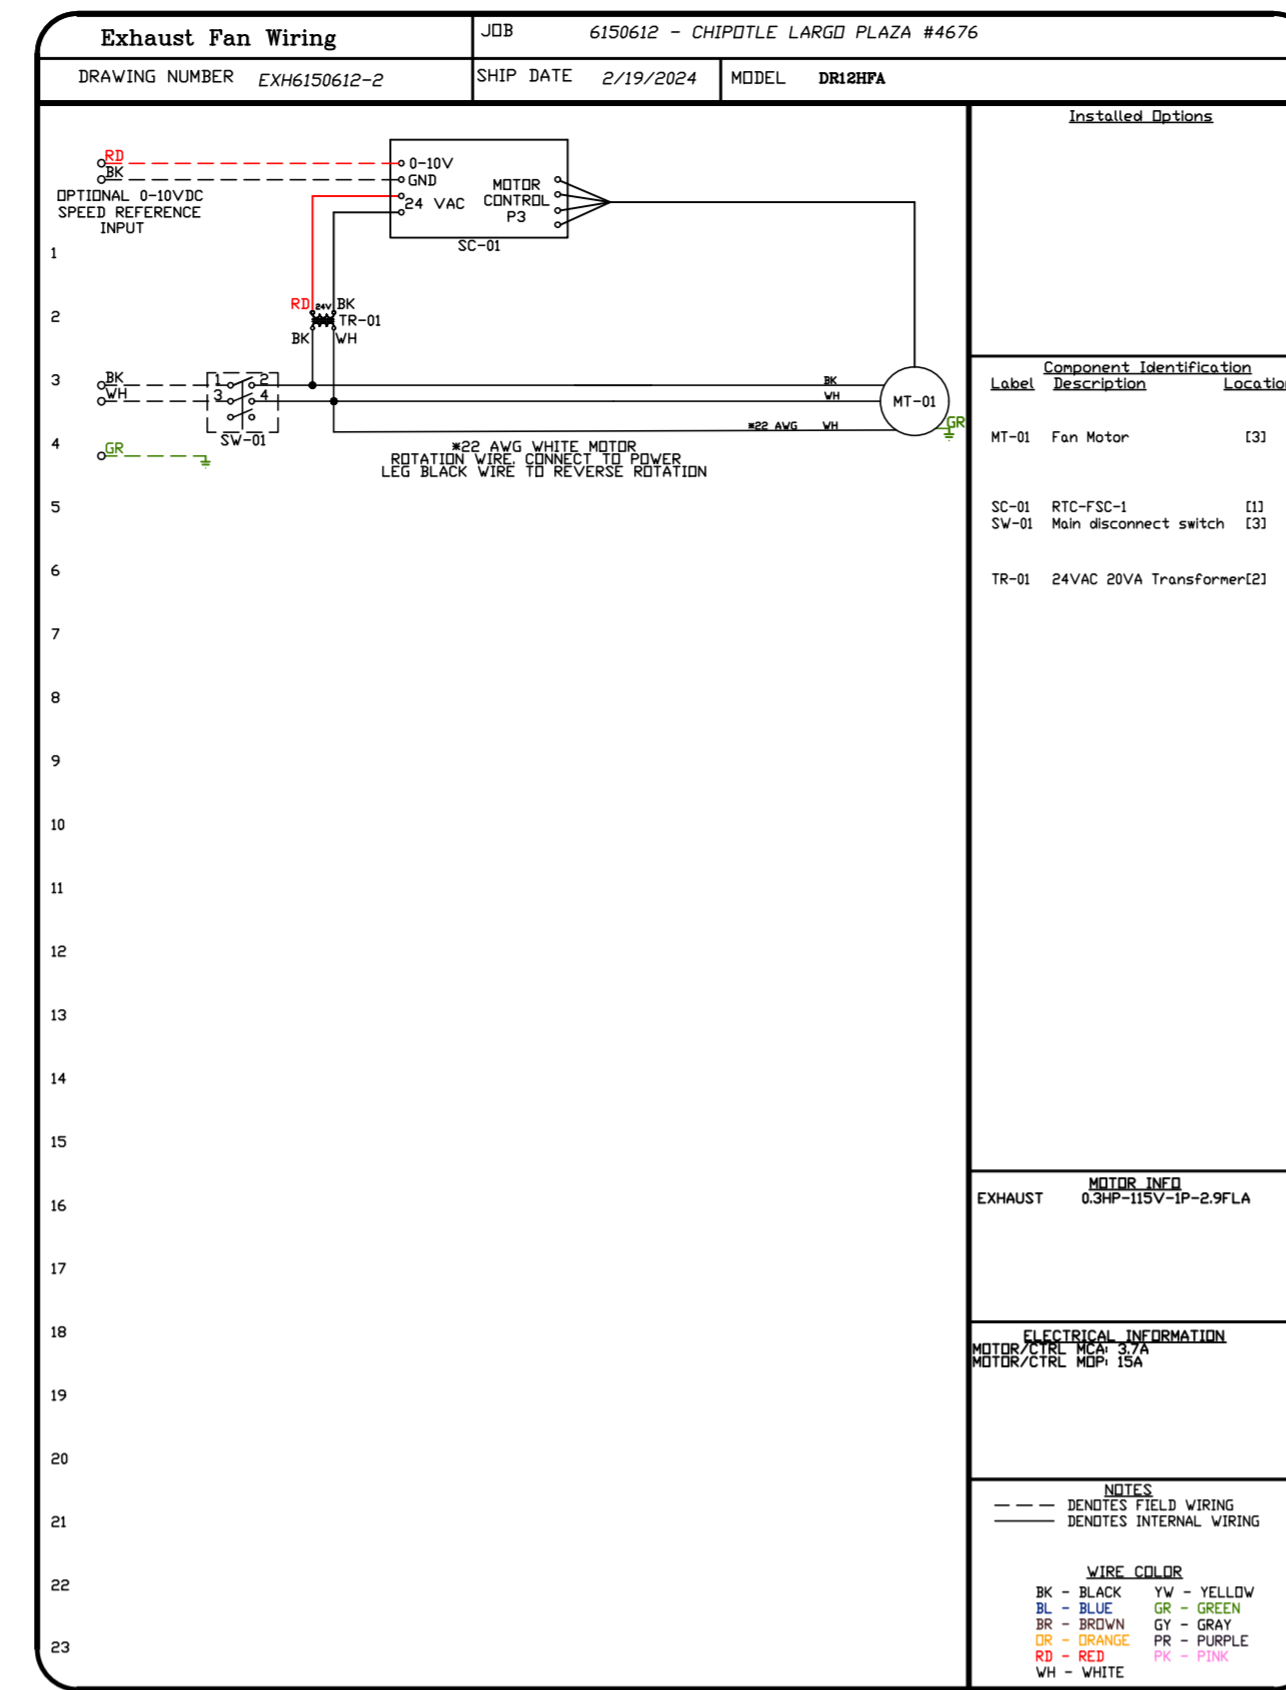 Exhaust Fan Wiring
JOB 6150612 - CHIPOTLE LARGO PLAZA #4676
DRAWING NUMBER EXH6150612-2
SHIP DATE 2/19/2024
MODEL DR12HFA
RD
BK
OPTIONAL 0-10VDC
SPEED REFERENCE
INPUT
0-10V
GND
24 VAC
MOTOR
CONTROL
P3
SC-01
RD 24V BK
TR-01
BK WH
BK
WH
1 2
3 4
SW-01
GR
BK
WH
*22 AWG WH
MT-01
GR
*22 AWG WHITE MOTOR
ROTATION WIRE. CONNECT TO POWER
LEG BLACK WIRE TO REVERSE ROTATION
1
2
3
4
5
6
7
8
9
10
11
12
13
14
15
16
17
18
19
20
21
22
23
Installed Options
Component Identification
Label Description Location
MT-01 Fan Motor [3]
SC-01 RTC-FSC-1 [1]
SW-01 Main disconnect switch [3]
TR-01 24VAC 20VA Transformer[2]
MOTOR INFO
EXHAUST 0.3HP-115V-1P-2.9FLA
ELECTRICAL INFORMATION
MOTOR/CTRL MCA: 3.7A
MOTOR/CTRL MOP: 15A
NOTES
DENOTES FIELD WIRING
DENOTES INTERNAL WIRING
WIRE COLOR
BK - BLACK YW - YELLOW
BL - BLUE GR - GREEN
BR - BROWN GY - GRAY
OR - ORANGE PR - PURPLE
RD - RED PK - PINK
WH - WHITE